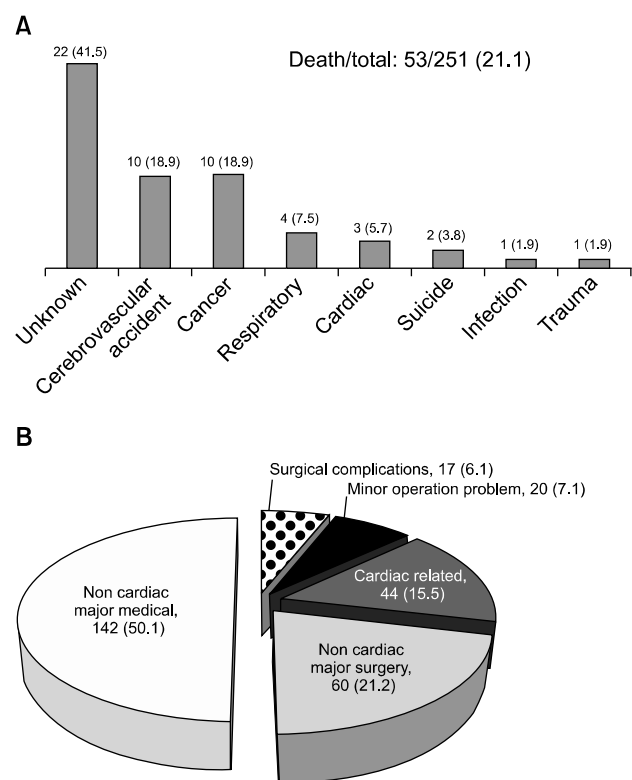 A
22 (41.5)
Death/total: 53/251 (21.1)
10 (18.9)
10 (18.9)
4 (7.5)
3 (5.7)
2 (3.8)
1 (1.9)
1 (1.9)
Unknown
Cerebrovascular
accident
Cancer
Respiratory
Cardiac
Suicide
Infection
Trauma
B
Surgical complications, 17 (6.1)
Minor operation problem, 20 (7.1)
Cardiac related,
44 (15.5)
Non cardiac
major medical,
142 (50.1)
Non cardiac
major surgery,
60 (21.2)